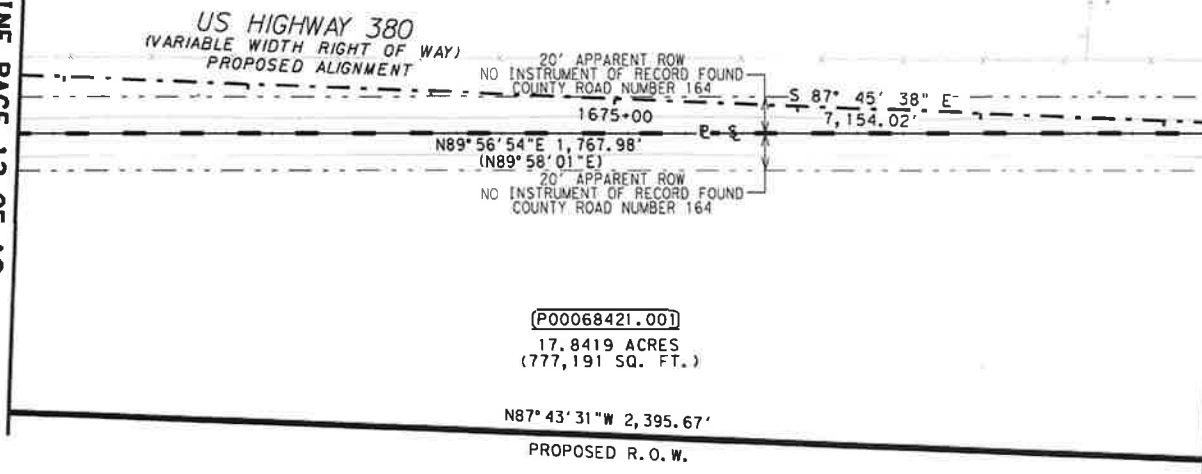 US HIGHWAY 380
(VARIABLE WIDTH RIGHT OF WAY)
PROPOSED ALIGNMENT
20' APPARENT ROW
NO INSTRUMENT OF RECORD FOUND
COUNTY ROAD NUMBER 164
S 87° 45' 38" E
7,154.02'
1675+00
N89°56'54"E 1,767.98'
(N89°58'01"E)
20' APPARENT ROW
NO INSTRUMENT OF RECORD FOUND
COUNTY ROAD NUMBER 164
P00068421.001
17.8419 ACRES
(777,191 SQ. FT.)
N87°43'31"W 2,395.67'
PROPOSED R.O.W.